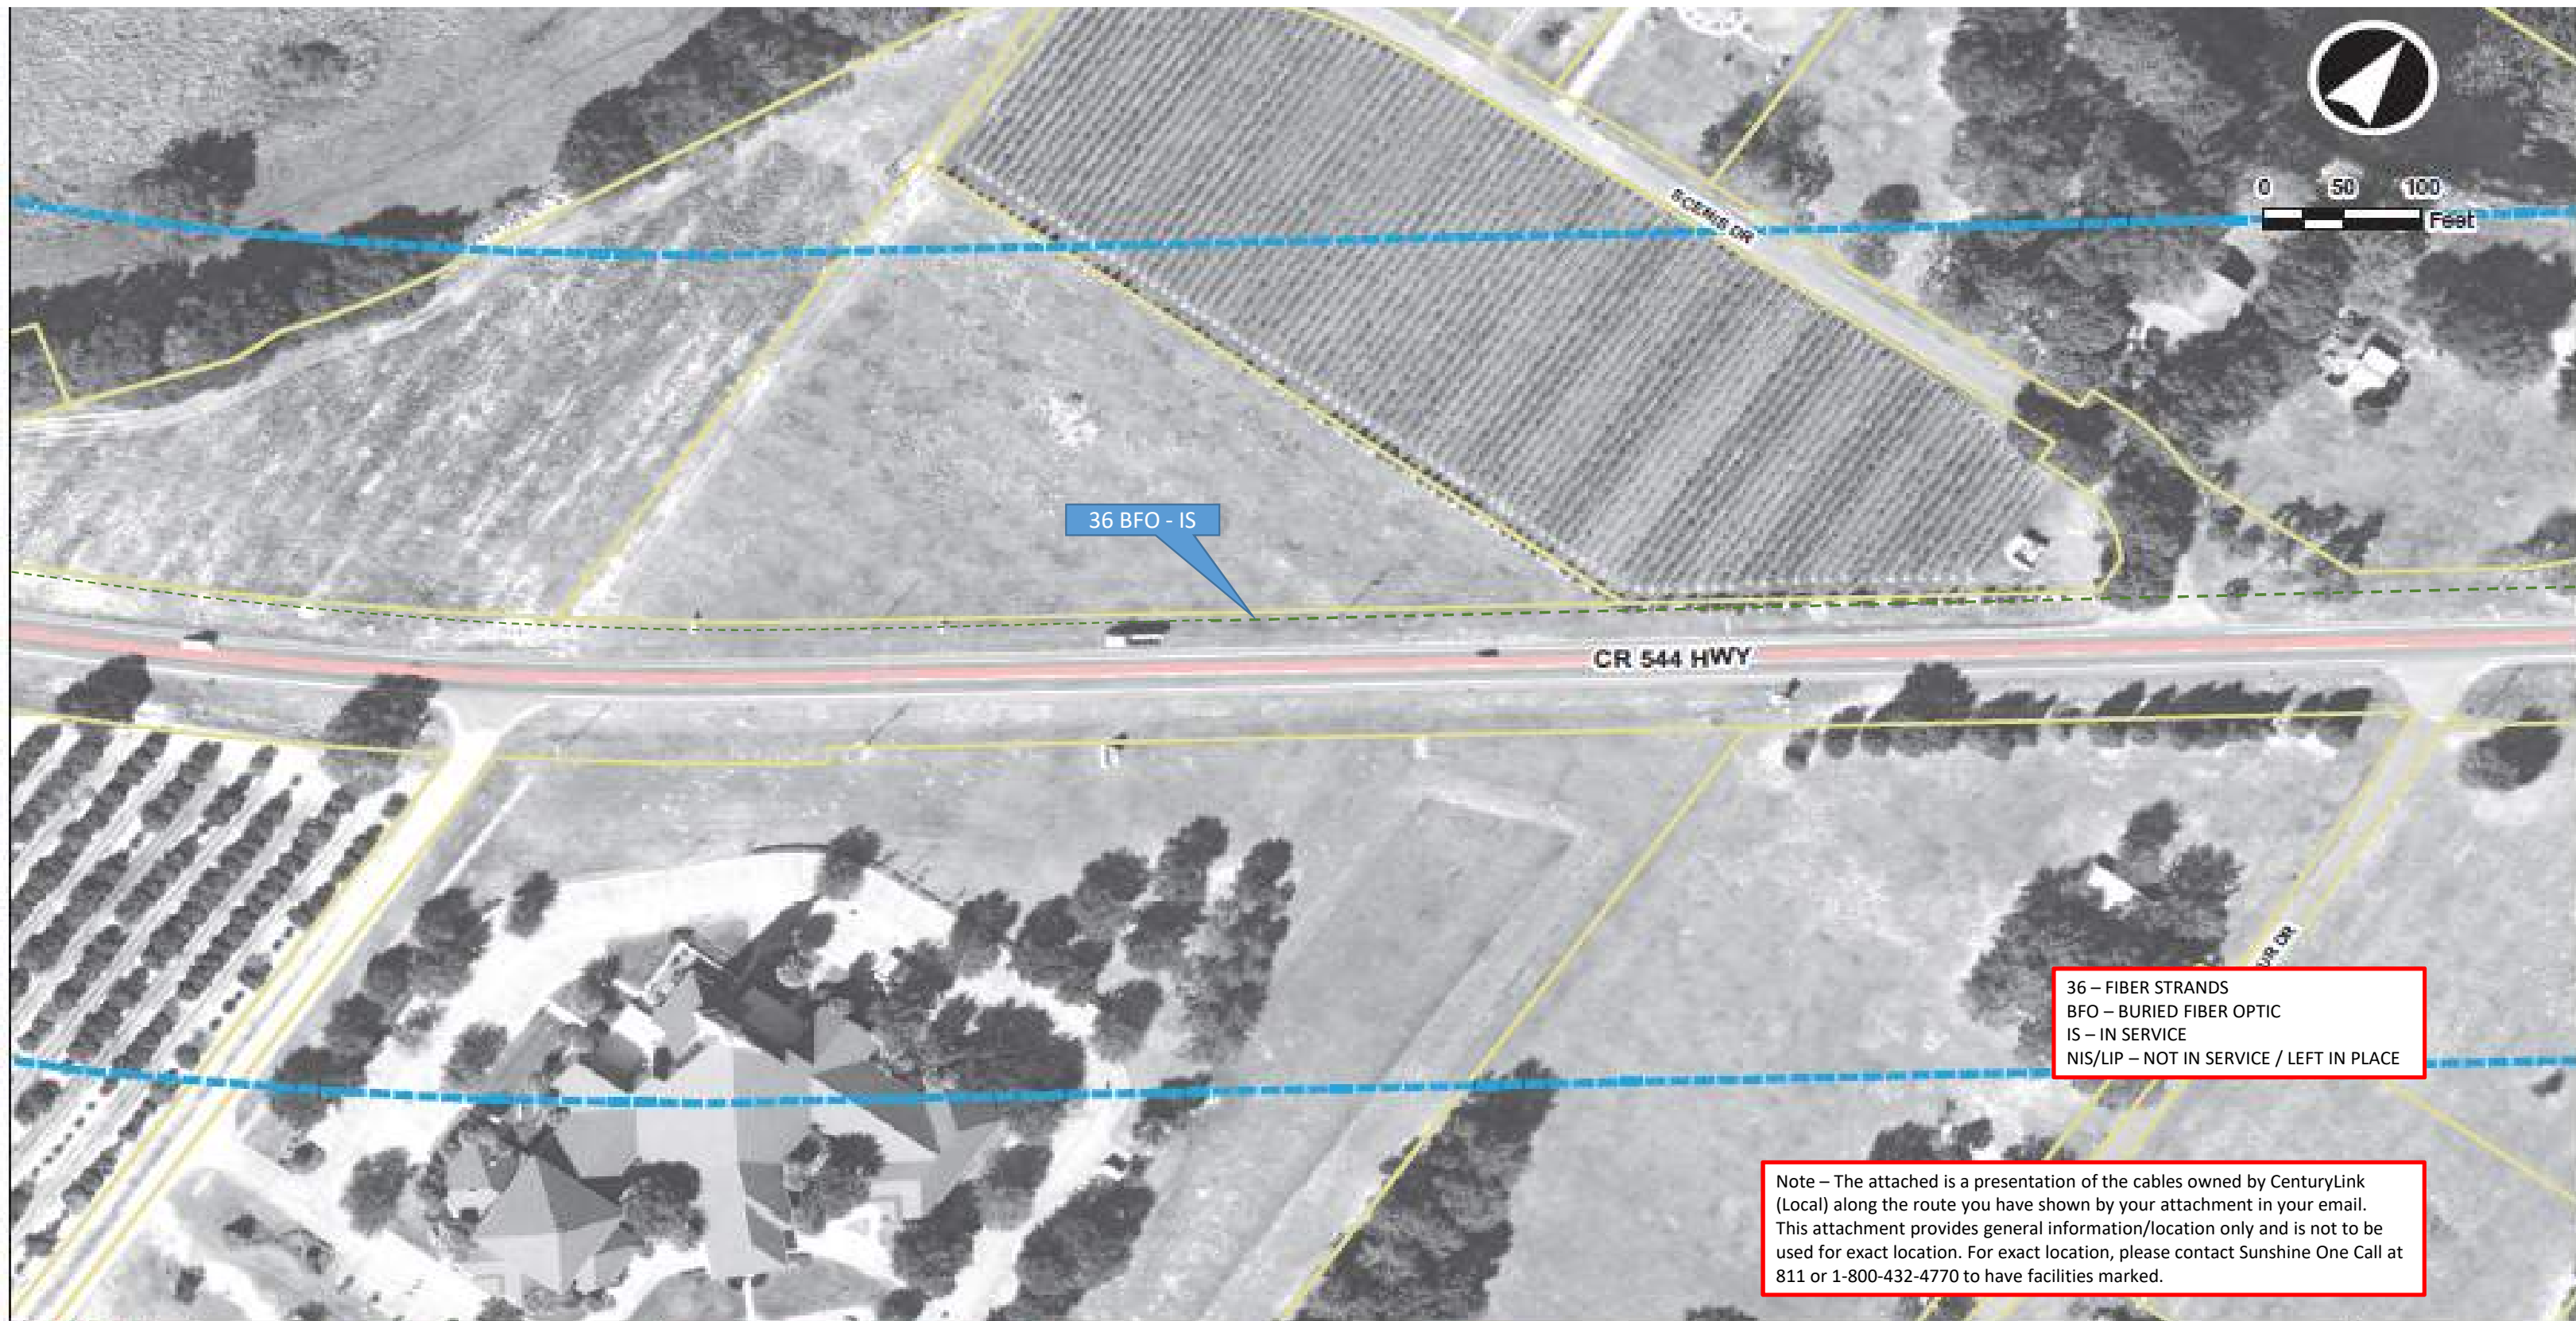 0 50 100
Feet
SCENIC DR
36 BFO - IS
CR 544 HWY
UR DR
36 – FIBER STRANDS
BFO – BURIED FIBER OPTIC
IS – IN SERVICE
NIS/LIP – NOT IN SERVICE / LEFT IN PLACE
Note – The attached is a presentation of the cables owned by CenturyLink
(Local) along the route you have shown by your attachment in your email.
This attachment provides general information/location only and is not to be
used for exact location. For exact location, please contact Sunshine One Call at
811 or 1-800-432-4770 to have facilities marked.